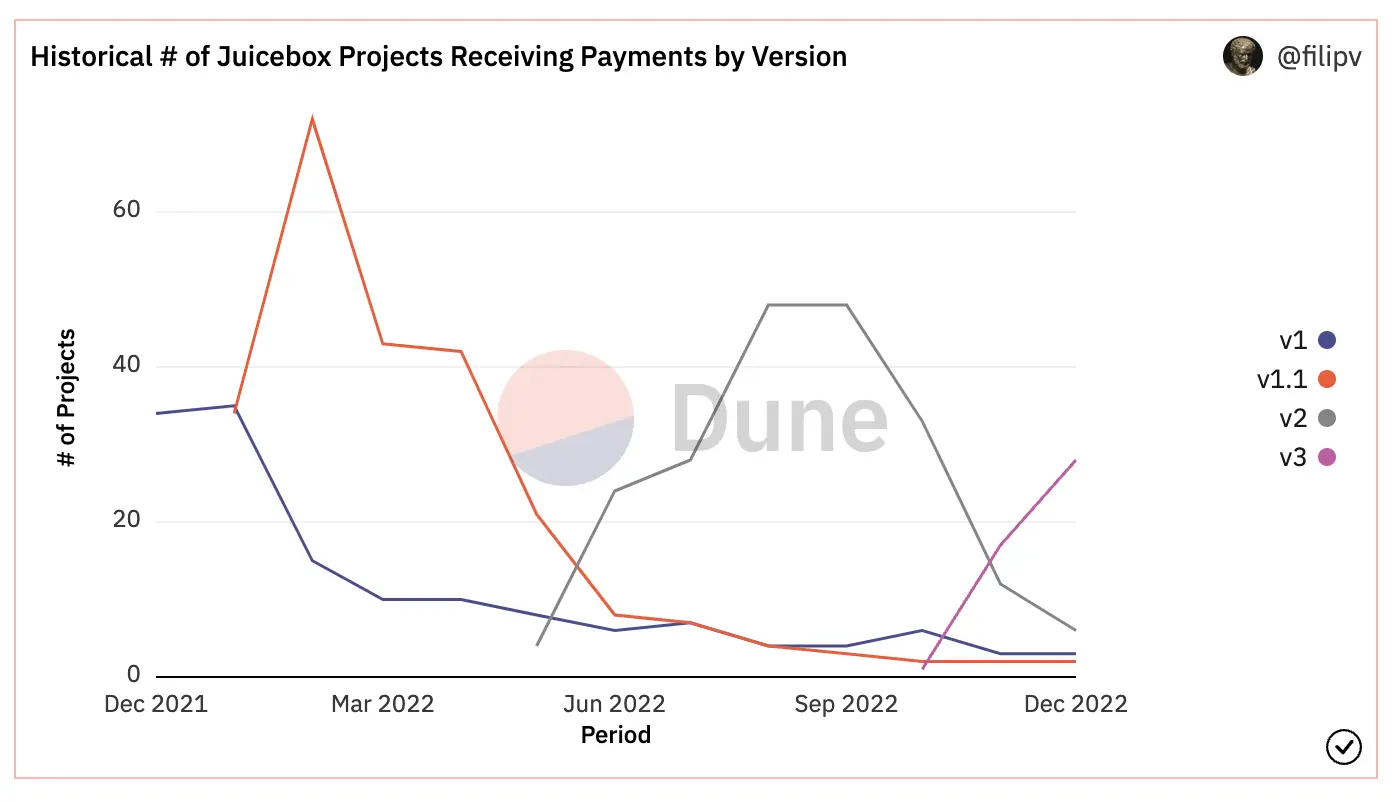 Historical # of Juicebox Projects Receiving Payments by Version
@filipv
60
40
20
0
# of Projects
Dune
v1
v1.1
v2
v3
Dec 2021
Mar 2022
Jun 2022
Sep 2022
Dec 2022
Period